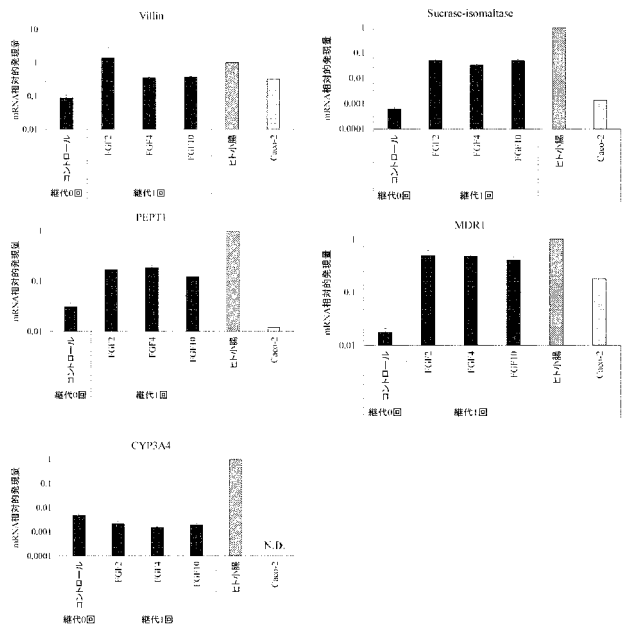 Villin
mRNA相対的発現量
10
1
0.1
0.01
コントロール
FGF2
FGF4
FGF10
ヒト小腸
Caco-2
継代0回
継代1回
Sucrase-isomaltase
mRNA相対的発現量
1
0.1
0.01
0.001
0.0001
コントロール
FGF2
FGF4
FGF10
ヒト小腸
Caco-2
継代0回
継代1回
PEPT1
mRNA相対的発現量
1
0.1
0.01
コントロール
FGF2
FGF4
FGF10
ヒト小腸
Caco-2
継代0回
継代1回
MDR1
mRNA相対的発現量
1
0.1
0.01
コントロール
FGF2
FGF4
FGF10
ヒト小腸
Caco-2
継代0回
継代1回
CYP3A4
mRNA相対的発現量
1
0.1
0.01
0.001
0.0001
N.D.
コントロール
FGF2
FGF4
FGF10
ヒト小腸
Caco-2
継代0回
継代1回